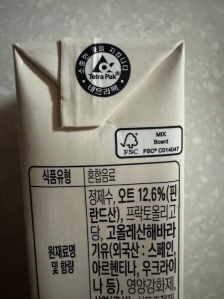 소중한 것을 지킵니다
Tetra Pak®
테트라팩
FSC
MIX
Board
FSC® C014047
식품유형 혼합음료
정제수, 오트 12.6%(핀
란드산), 프락토올리고
당, 고올레산해바라
원재료명 기유(외국산 : 스페인,
및 함량 아르헨티나, 우크라이
나 등), 영양강화제,